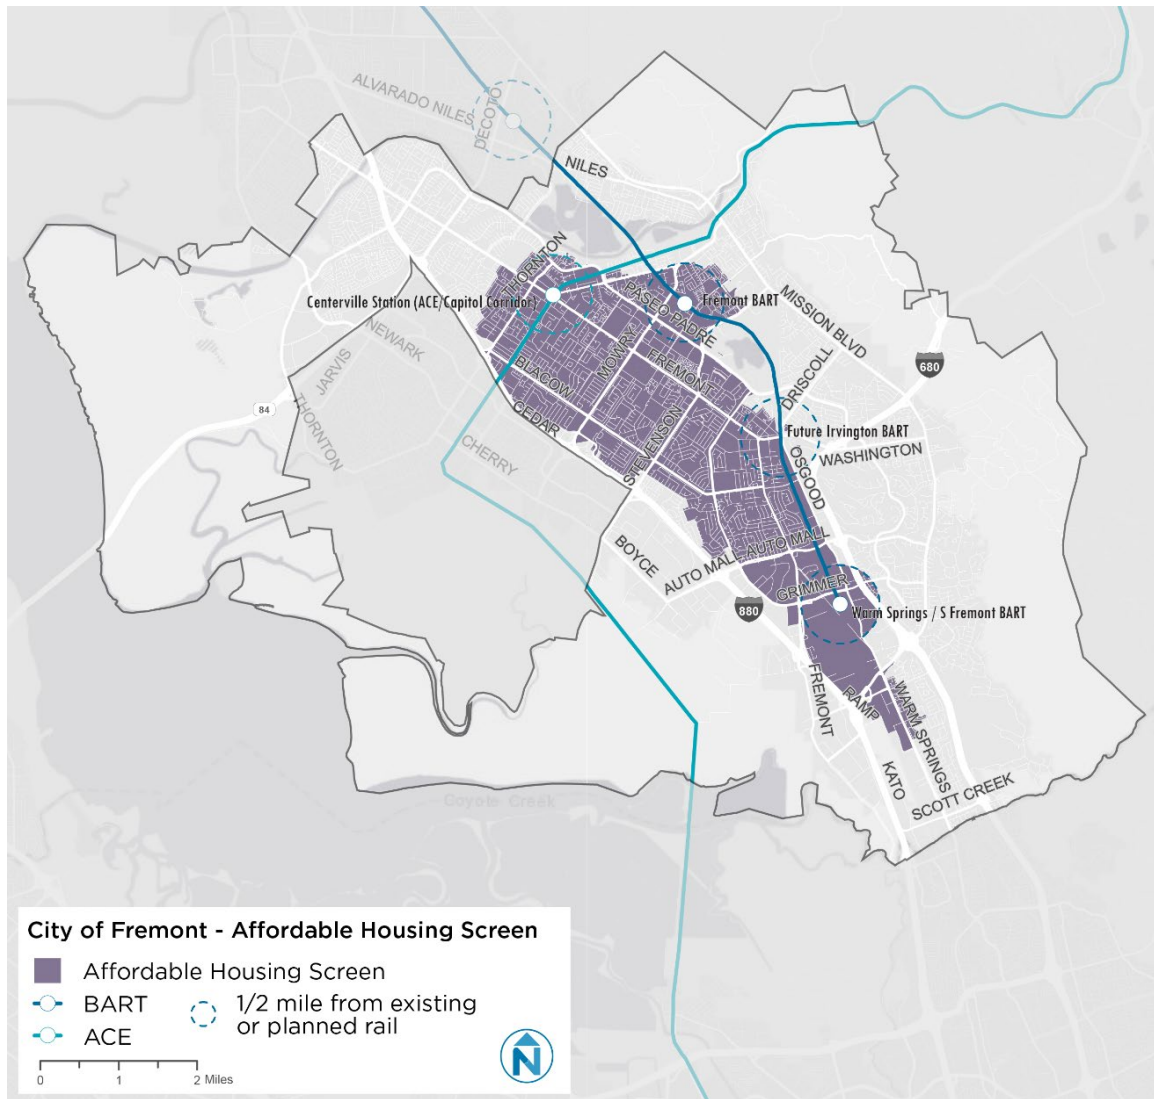 ALVARADO NILES
DECOTO
NILES
THORNTON
Centerville Station (ACE/Capitol Corridor)
PASEO PADRE
Fremont BART
MISSION BLVD
NEWARK
JARVIS
BLACOW
MOWRY
FREMONT
DRISCOLL
680
84
THORNTON
CEDAR
CHERRY
STEVENSON
Future Irvington BART
WASHINGTON
OSGOOD
BOYCE
AUTO MALL AUTO MALL
GRIMMER
880
Warm Springs / S Fremont BART
FREMONT
RAMP
WARM SPRINGS
KATO
SCOTT CREEK
Coyote Creek
City of Fremont - Affordable Housing Screen
Affordable Housing Screen
BART
ACE
1/2 mile from existing
or planned rail
0 1 2 Miles
N